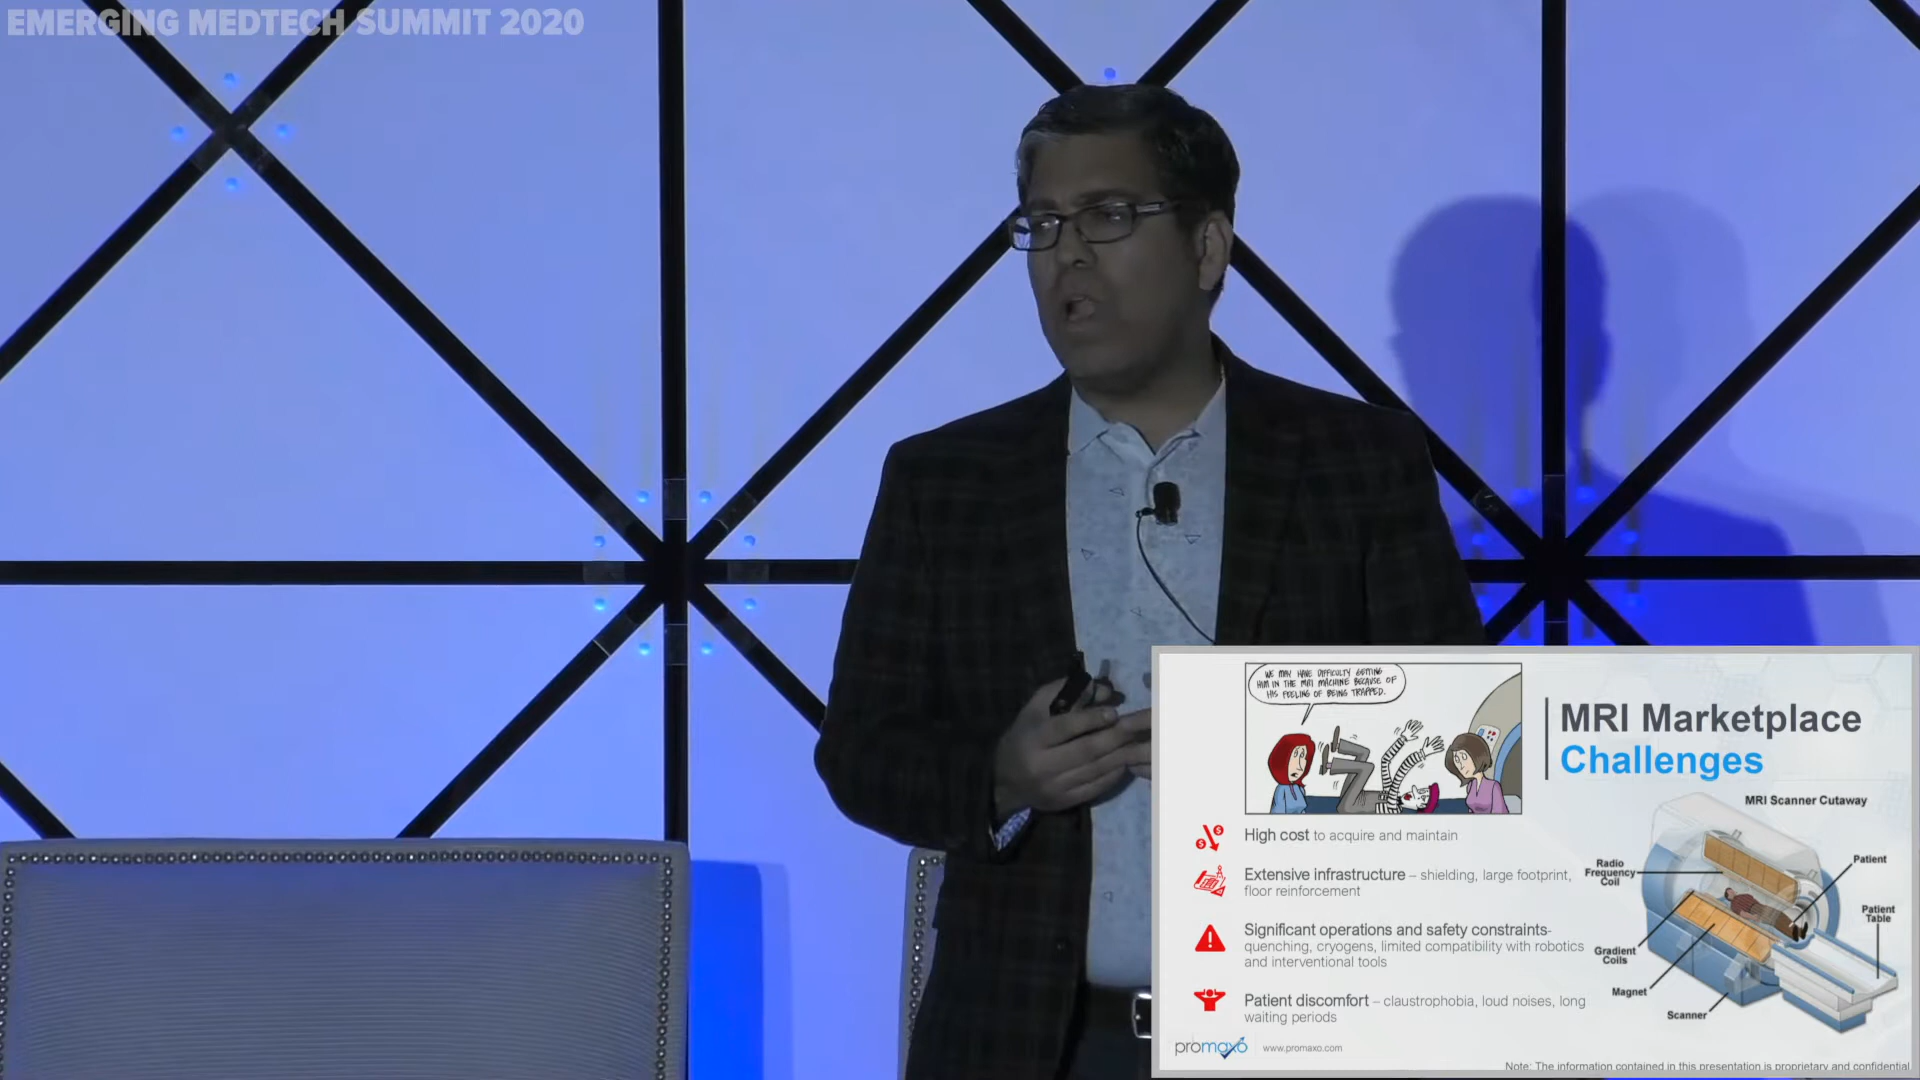 EMERGING MEDTECH SUMMIT 2020
WE MAY HAVE DIFFICULTY GETTING
HIM IN THE MRI MACHINE BECAUSE OF
HIS FEELING OF BEING TRAPPED.
MRI Marketplace
Challenges
MRI Scanner Cutaway
High cost to acquire and maintain
Extensive infrastructure – shielding, large footprint,
floor reinforcement
Significant operations and safety constraints-
quenching, cryogens, limited compatibility with robotics
and interventional tools
Patient discomfort – claustrophobia, loud noises, long
waiting periods
Radio
Frequency
Coil
Patient
Patient
Table
Gradient
Coils
Magnet
Scanner
promaxo
www.promaxo.com
Note: The information contained in this presentation is proprietary and confidential